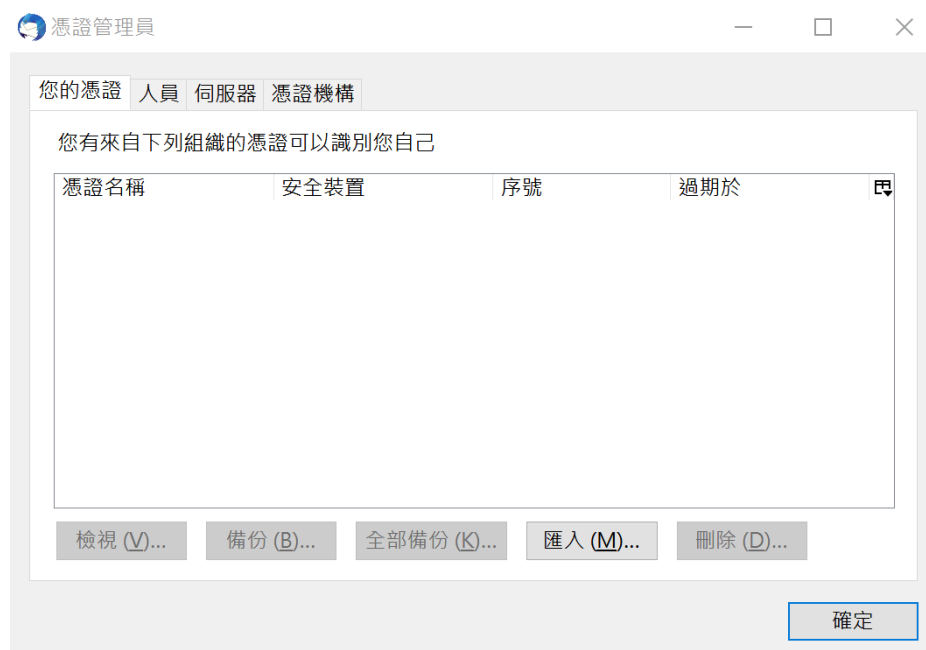 憑證管理員
您的憑證 人員 伺服器 憑證機構
您有來自下列組織的憑證可以識別您自己
憑證名稱 安全裝置 序號 過期於
檢視 (V)... 備份 (B)... 全部備份 (K)... 匯入 (M)... 刪除 (D)...
確定